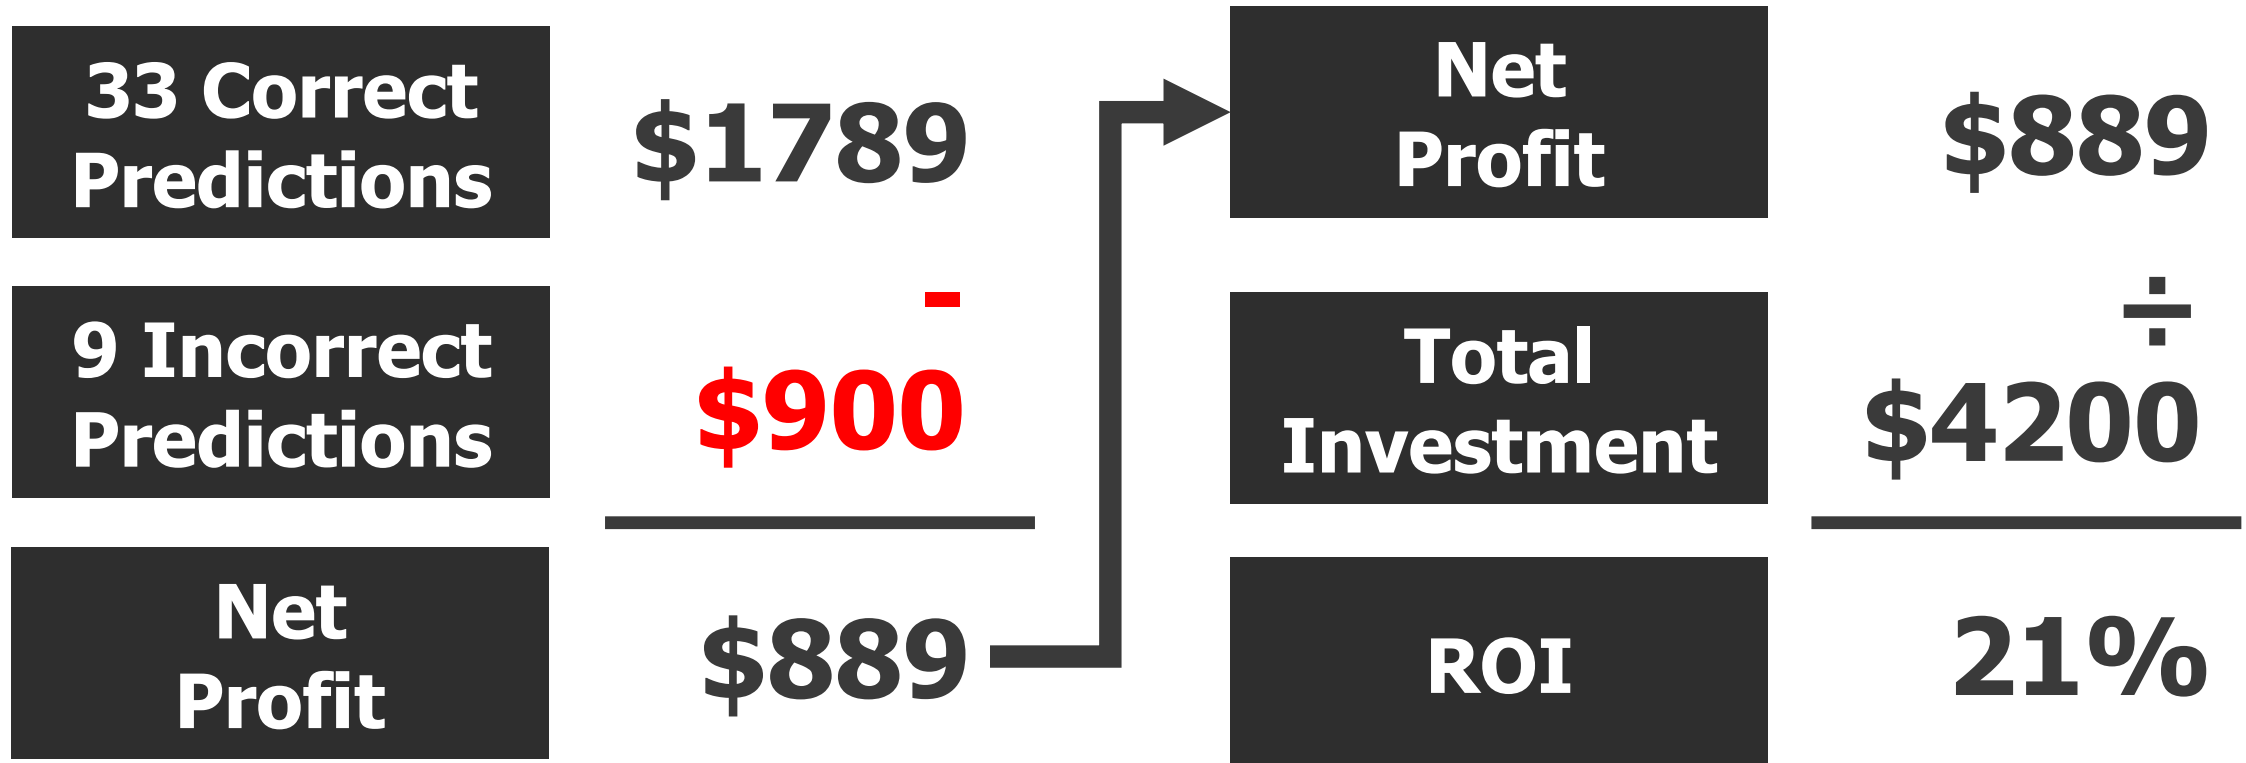 33 Correct
Predictions
$1789
-
9 Incorrect
Predictions
$900
Net
Profit
$889
Net
Profit
$889
÷
Total
Investment
$4200
ROI
21%